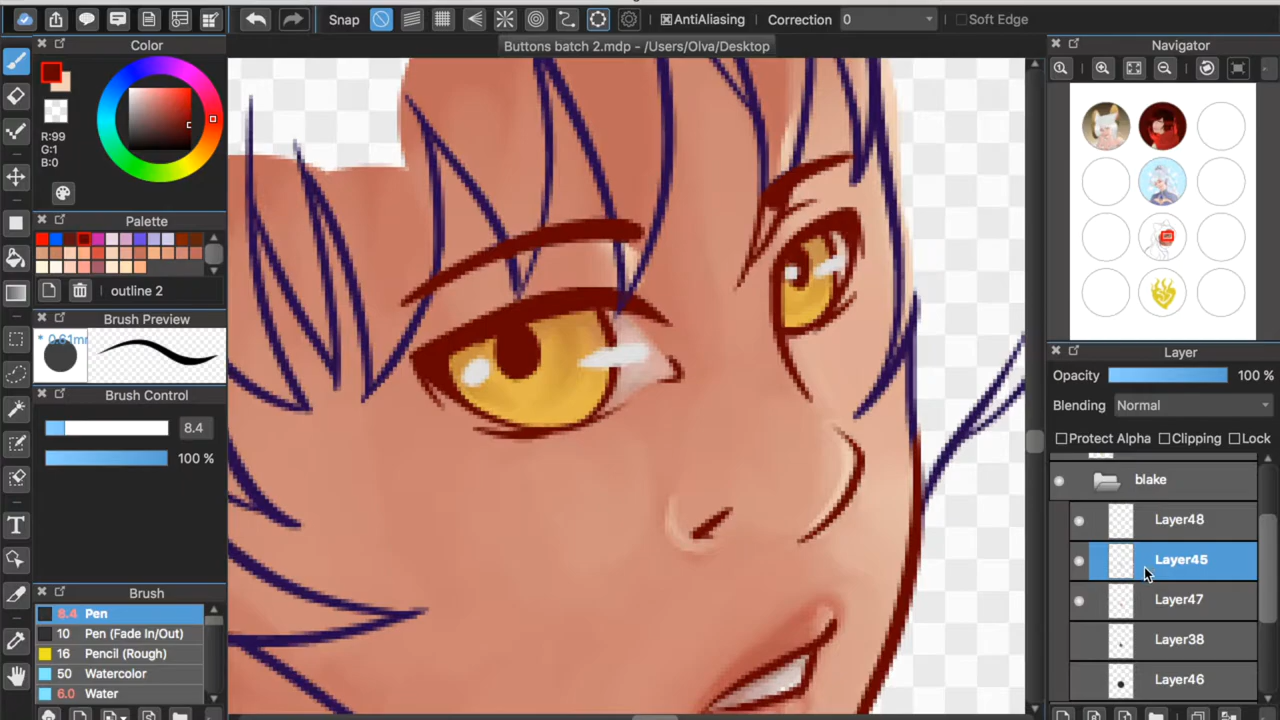 Snap
AntiAliasing Correction 0 Soft Edge
Color
Buttons batch 2.mdp - /Users/Olva/Desktop
Navigator
R:99
G:1
B:0
Palette
outline 2
Brush Preview
* 0.61mm
Layer
Opacity 100 %
Blending Normal
Brush Control
8.4
Protect Alpha Clipping Lock
100 %
blake
Layer48
Layer45
Layer47
Brush
8.4 Pen
10 Pen (Fade In/Out)
Layer38
16 Pencil (Rough)
50 Watercolor
Layer46
6.0 Water
T